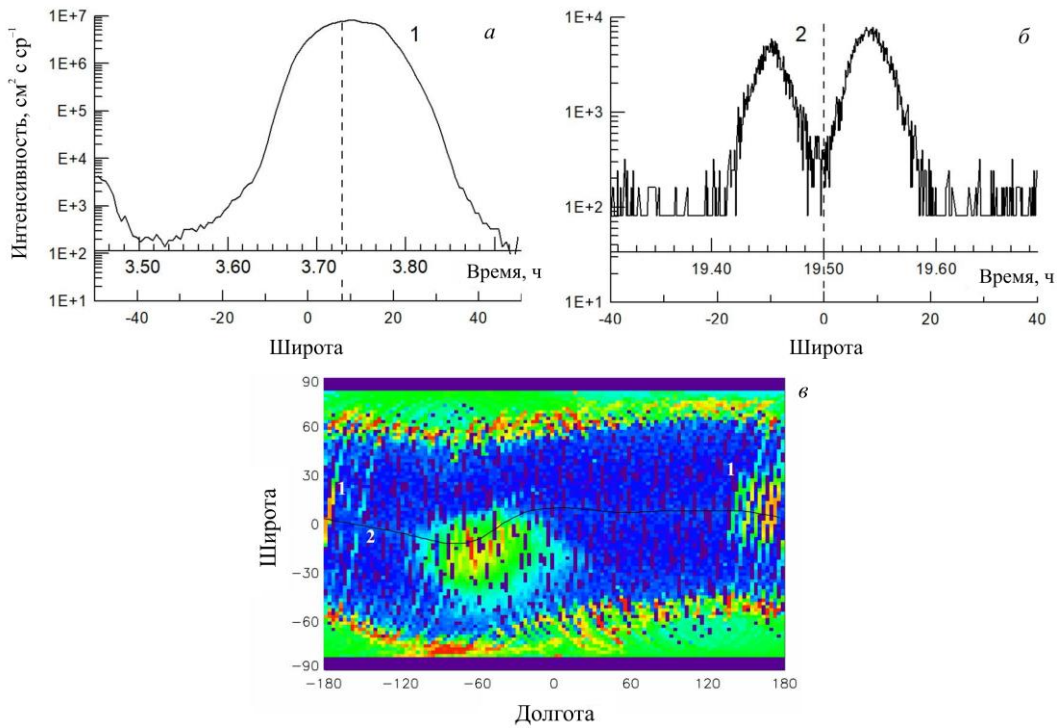 1E+7
1E+6
E+5
E+4
E+3
1E+2
1E+1
Интенсивность, см² с ср⁻¹
1
а
3.50 3.60 3.70 3.80 Время, ч
-40 -20 0 20 40
Широта
1E+4
1E+3
1E+2
1E+1
2
б
19.40 19.50 19.60 Время, ч
-40 -20 0 20 40
Широта
в
90
60
30
0
−30
−60
−90
Широта
1
1
2
−180 −120 −60 0 60 120 180
Долгота